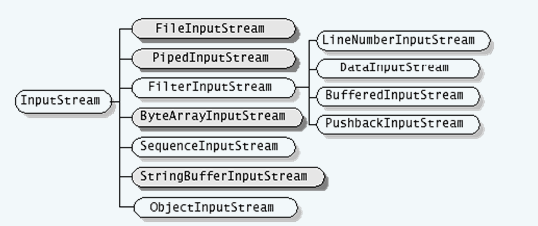 FileInputStream
LineNumberInputStream
PipedInputStream
DataInputStream
FilterInputStream
BufferedInputStream
InputStream
ByteArrayInputStream
PushbackInputStream
SequenceInputStream
StringBufferInputStream
ObjectInputStream